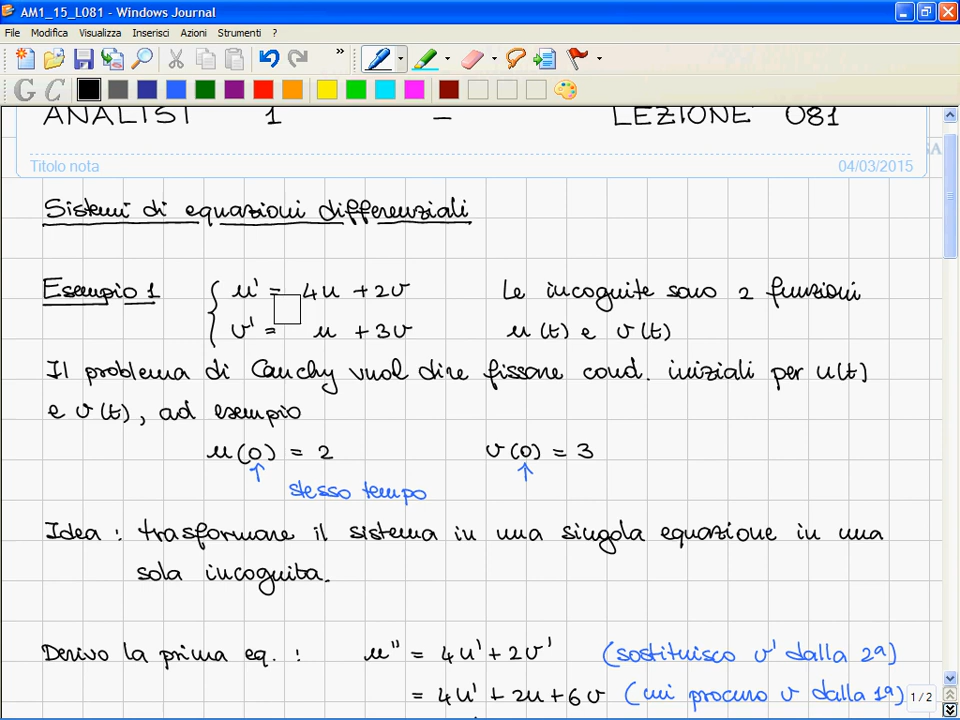 AM1_15_L081 - Windows Journal
File Modifica Visualizza Inserisci Azioni Strumenti ?
ANALISI 1 – LEZIONE 081
Titolo nota 04/03/2015
Sistemi di equazioni differenziali
Esempio 1 { u' = 4u + 2v Le incognite sono 2 funzioni
v' = u + 3v u(t) e v(t)
Il problema di Cauchy vuol dire fissare cond. iniziali per u(t)
e v(t), ad esempio
u(0) = 2 v(0) = 3
↑ stesso tempo ↑
Idea : trasformare il sistema in una singola equazione in una
sola incognita.
Derivo la prima eq. : u'' = 4u' + 2v' (sostituisco v' dalla 2ª)
= 4u' + 2u + 6v (mi procuro v dalla 1ª)
1 / 2